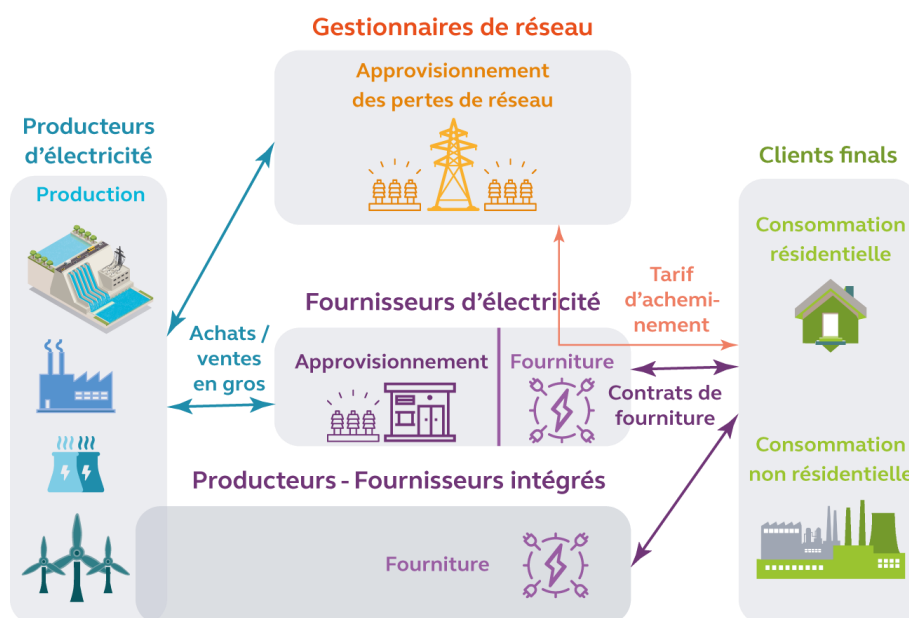 Gestionnaires de réseau
Approvisionnement
des pertes de réseau
Producteurs
d'électricité
Production
Clients finals
Consommation
résidentielle
Tarif
d'achemi-
nement
Fournisseurs d'électricité
Achats /
ventes
en gros
Approvisionnement
Fourniture
Contrats de
fourniture
Consommation
non résidentielle
Producteurs - Fournisseurs intégrés
Fourniture